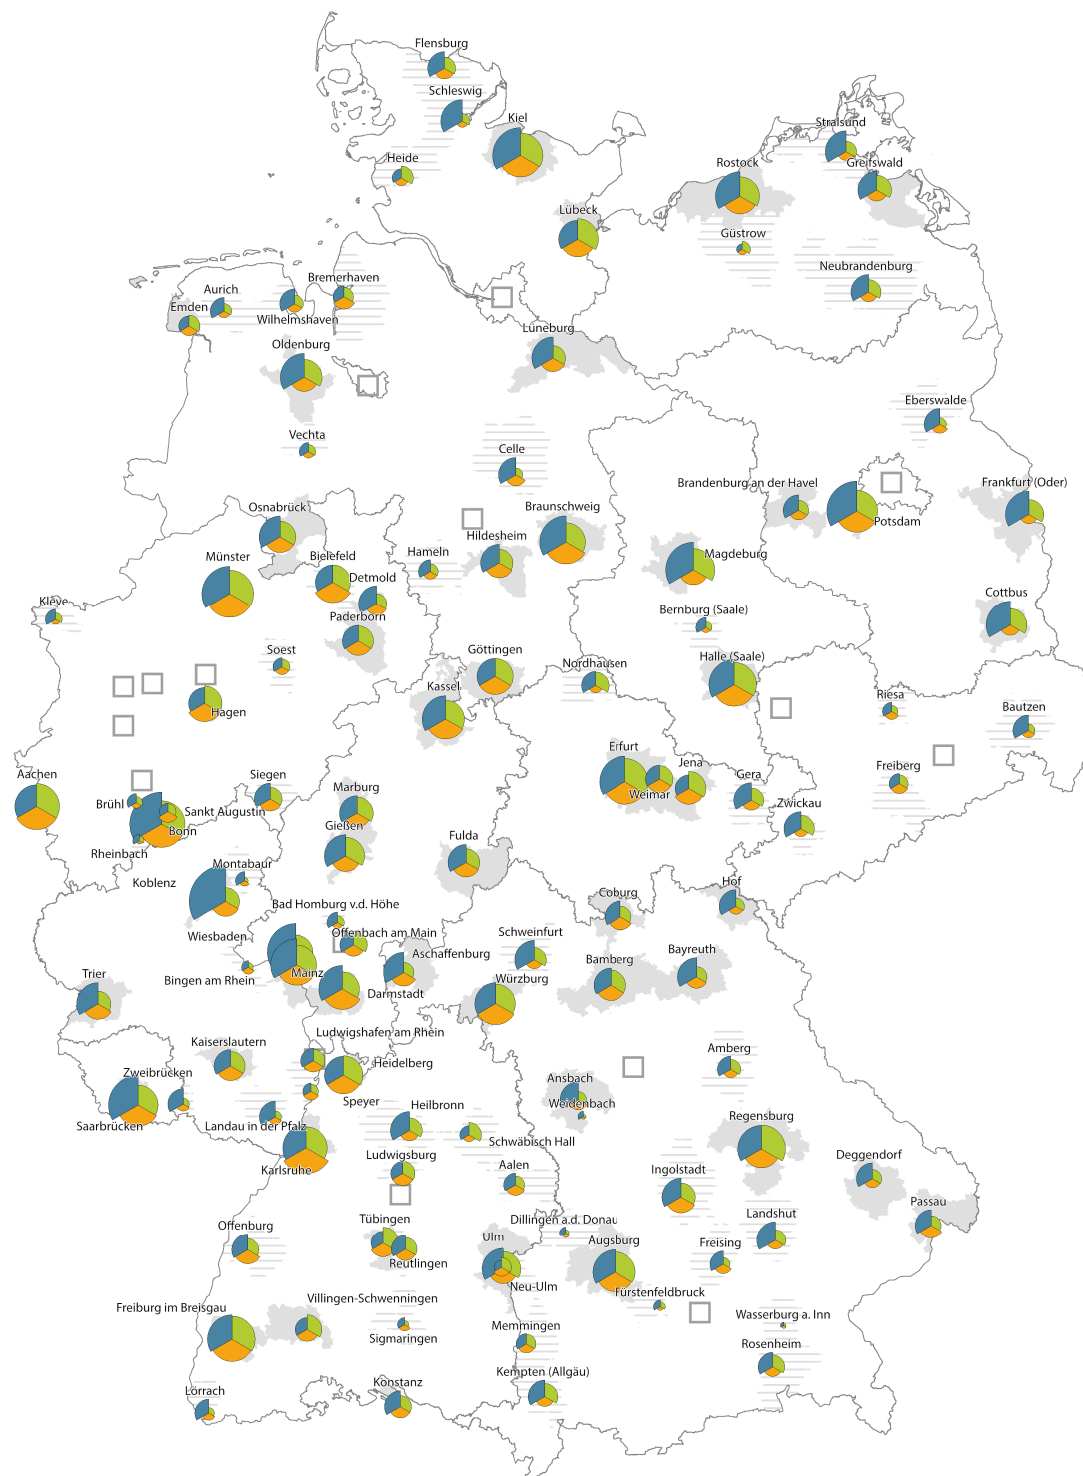 Flensburg
Schleswig
Kiel
Stralsund
Heide
Rostock
Greifswald
Lübeck
Güstrow
Neubrandenburg
Bremerhaven
Aurich
Emden
Wilhelmshaven
Lüneburg
Oldenburg
Eberswalde
Vechta
Celle
Brandenburg an der Havel
Frankfurt (Oder)
Osnabrück
Braunschweig
Potsdam
Hildesheim
Münster
Bielefeld
Hameln
Magdeburg
Detmold
Kleve
Paderborn
Bernburg (Saale)
Cottbus
Soest
Göttingen
Nordhausen
Halle (Saale)
Kassel
Riesa
Hagen
Bautzen
Erfurt
Aachen
Siegen
Jena
Gera
Freiberg
Marburg
Weimar
Brühl
Sankt Augustin
Zwickau
Bonn
Gießen
Fulda
Rheinbach
Montabaur
Koblenz
Hof
Coburg
Bad Homburg v.d. Höhe
Wiesbaden
Offenbach am Main
Schweinfurt
Aschaffenburg
Bayreuth
Bamberg
Trier
Bingen am Rhein
Mainz
Würzburg
Darmstadt
Ludwigshafen am Rhein
Kaiserslautern
Heidelberg
Amberg
Zweibrücken
Ansbach
Speyer
Heilbronn
Weidenbach
Saarbrücken
Landau in der Pfalz
Regensburg
Schwäbisch Hall
Ludwigsburg
Deggendorf
Karlsruhe
Aalen
Ingolstadt
Passau
Tübingen
Dillingen a.d. Donau
Landshut
Offenburg
Ulm
Augsburg
Freising
Reutlingen
Neu-Ulm
Fürstenfeldbruck
Villingen-Schwenningen
Freiburg im Breisgau
Wasserburg a. Inn
Memmingen
Sigmaringen
Rosenheim
Kempten (Allgäu)
Konstanz
Lörrach